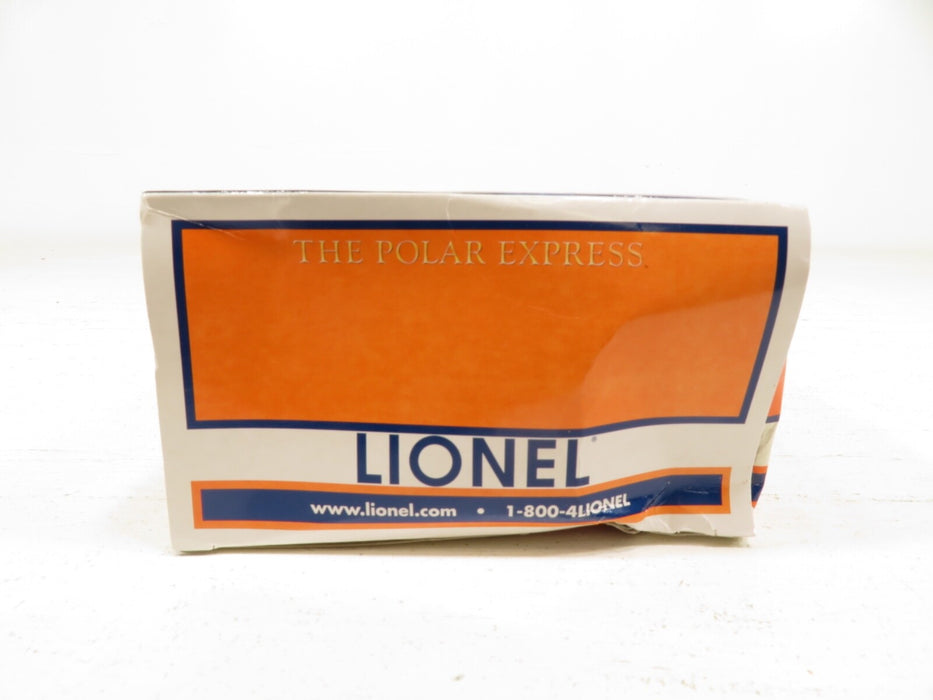 THE POLAR EXPRESS
LIONEL®
www.lionel.com • 1-800-4LIONEL